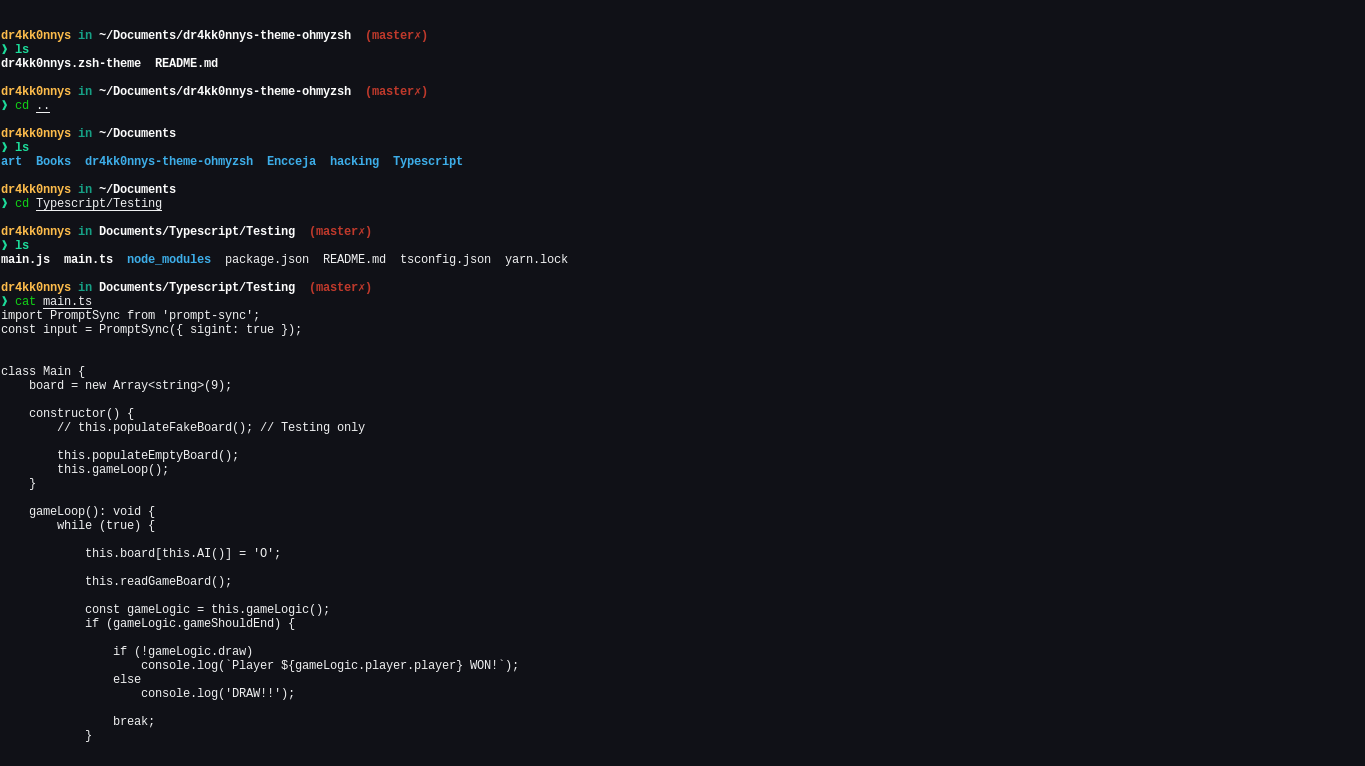 dr4kk0nnys in ~/Documents/dr4kk0nnys-theme-ohmyzsh  (master✗)
❱ ls
dr4kk0nnys.zsh-theme  README.md
dr4kk0nnys in ~/Documents/dr4kk0nnys-theme-ohmyzsh  (master✗)
❱ cd ..
dr4kk0nnys in ~/Documents
❱ ls
art  Books  dr4kk0nnys-theme-ohmyzsh  Encceja  hacking  Typescript
dr4kk0nnys in ~/Documents
❱ cd Typescript/Testing
dr4kk0nnys in Documents/Typescript/Testing  (master✗)
❱ ls
main.js  main.ts  node_modules  package.json  README.md  tsconfig.json  yarn.lock
dr4kk0nnys in Documents/Typescript/Testing  (master✗)
❱ cat main.ts
import PromptSync from 'prompt-sync';
const input = PromptSync({ sigint: true });
class Main {
    board = new Array<string>(9);
    constructor() {
        // this.populateFakeBoard(); // Testing only
        this.populateEmptyBoard();
        this.gameLoop();
    }
    gameLoop(): void {
        while (true) {
            this.board[this.AI()] = 'O';
            this.readGameBoard();
            const gameLogic = this.gameLogic();
            if (gameLogic.gameShouldEnd) {
                if (!gameLogic.draw)
                    console.log(`Player ${gameLogic.player.player} WON!`);
                else
                    console.log('DRAW!!');
                break;
            }